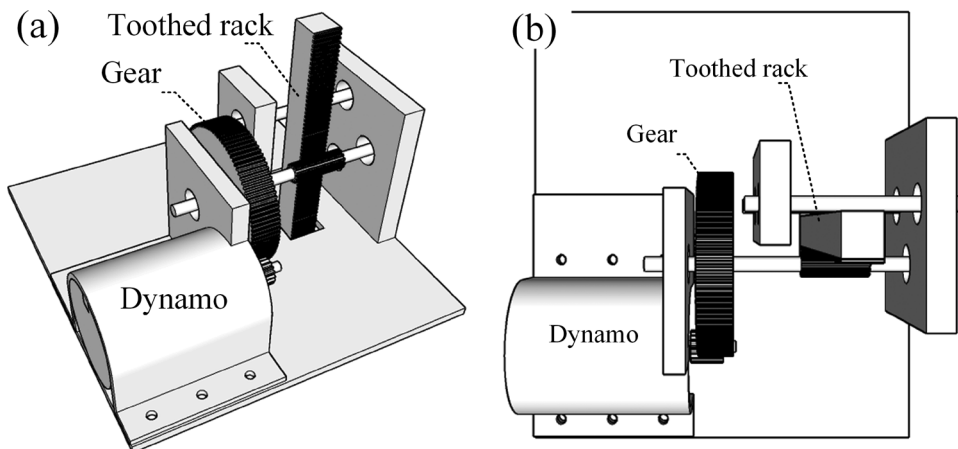 (a)
Toothed rack
Gear
Dynamo
(b)
Toothed rack
Gear
Dynamo